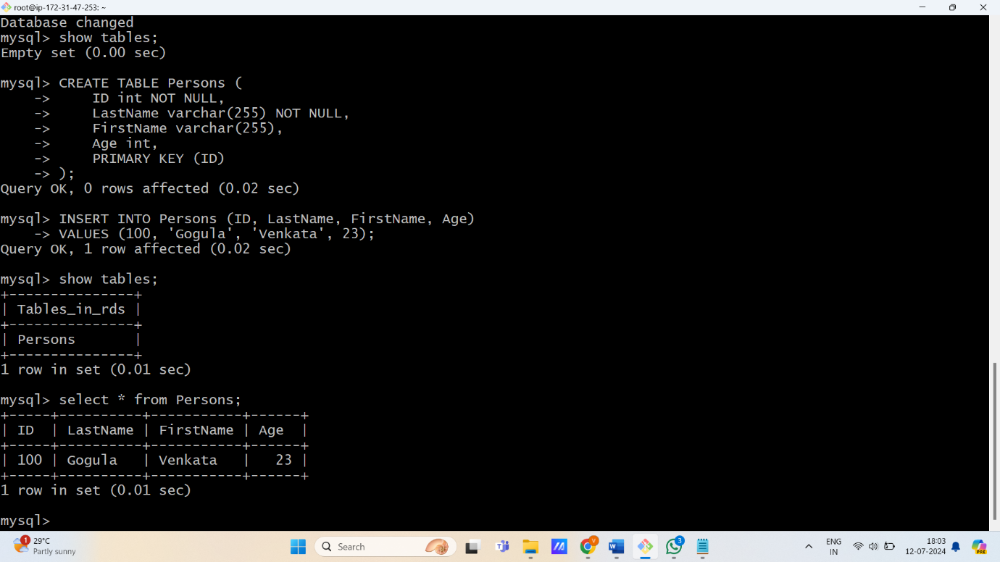 root@ip-172-31-47-253: ~
Database changed
mysql> show tables;
Empty set (0.00 sec)
mysql> CREATE TABLE Persons (
    ->     ID int NOT NULL,
    ->     LastName varchar(255) NOT NULL,
    ->     FirstName varchar(255),
    ->     Age int,
    ->     PRIMARY KEY (ID)
    -> );
Query OK, 0 rows affected (0.02 sec)
mysql> INSERT INTO Persons (ID, LastName, FirstName, Age)
    -> VALUES (100, 'Gogula', 'Venkata', 23);
Query OK, 1 row affected (0.02 sec)
mysql> show tables;
+---------------+
| Tables_in_rds |
+---------------+
| Persons       |
+---------------+
1 row in set (0.01 sec)
mysql> select * from Persons;
+-----+----------+-----------+------+
| ID  | LastName | FirstName | Age  |
+-----+----------+-----------+------+
| 100 | Gogula   | Venkata   |   23 |
+-----+----------+-----------+------+
1 row in set (0.01 sec)
mysql>
1
29°C
Partly sunny
Search
V
3
ENG
IN
18:03
12-07-2024
PRE